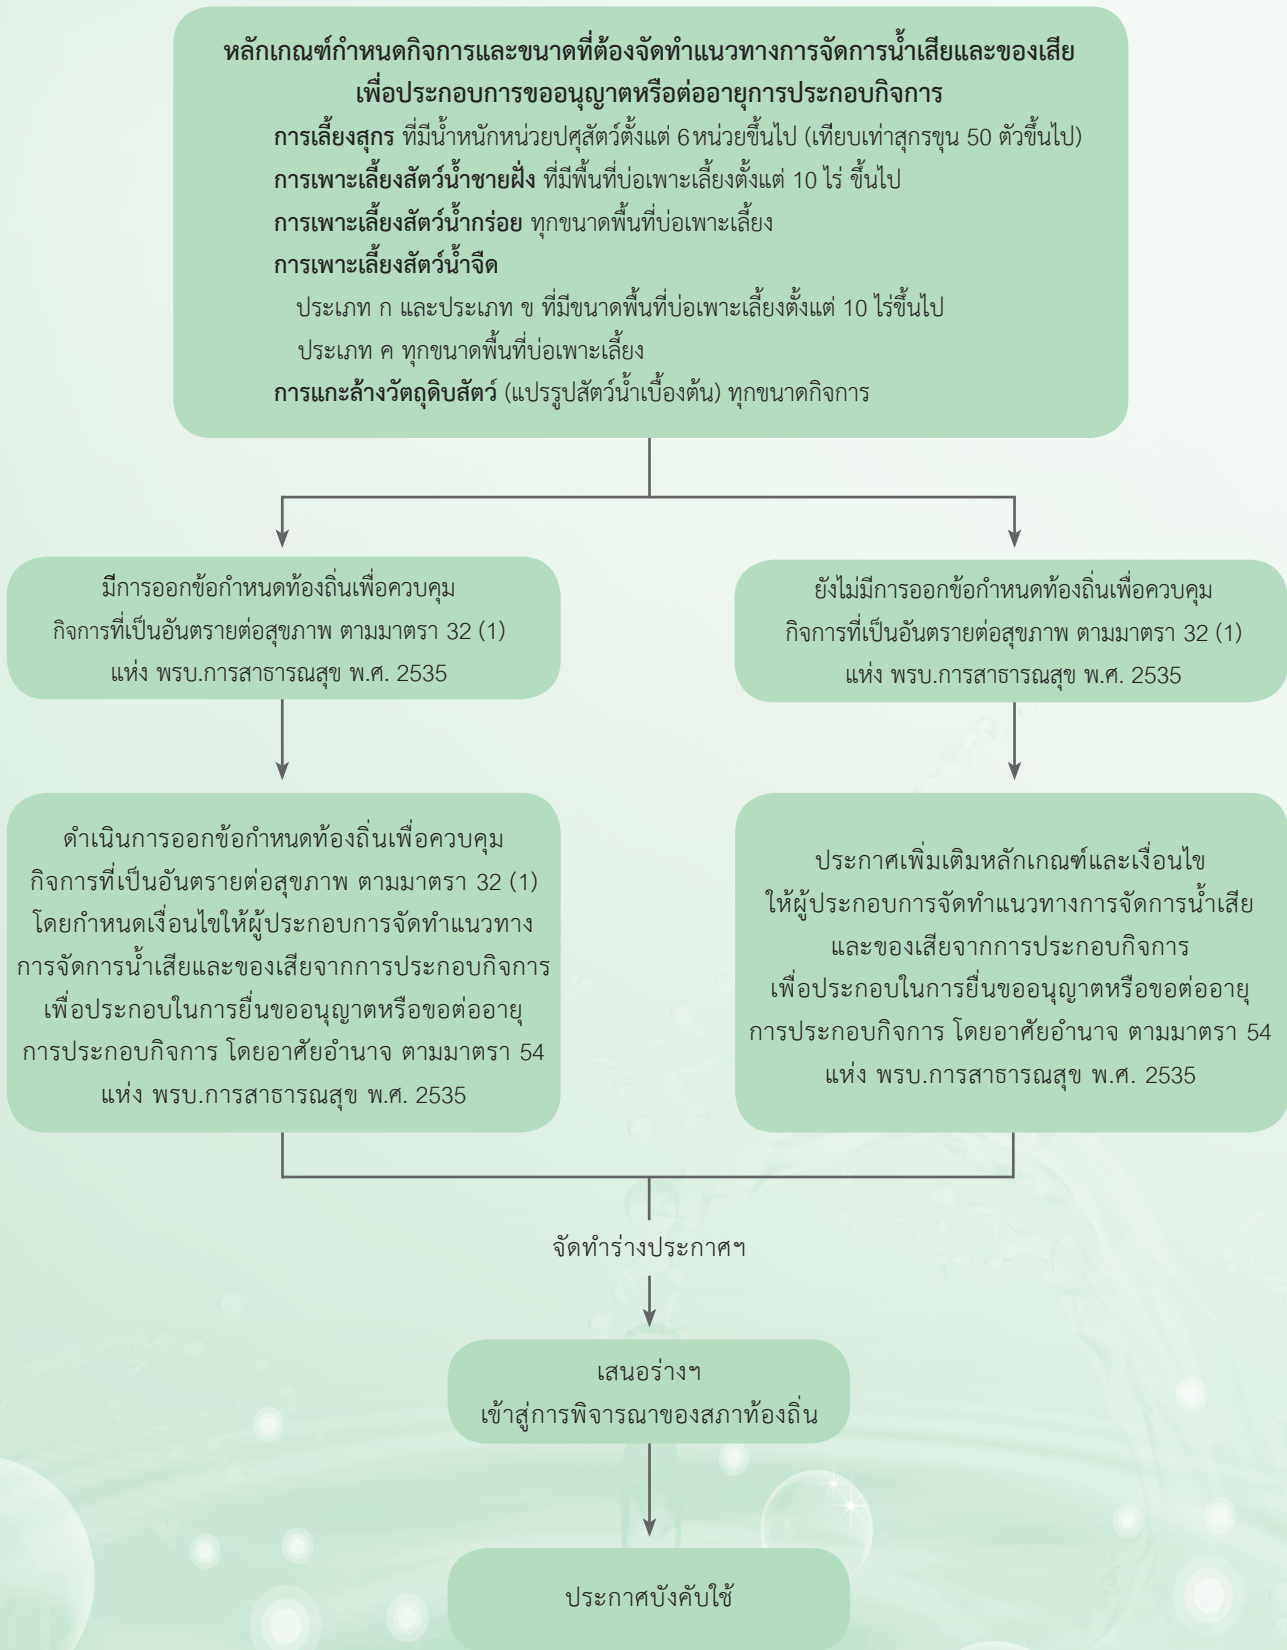 หลักเกณฑ์กำหนดกิจการและขนาดที่ต้องจัดทำแนวทางการจัดการน้ำเสียและของเสีย
เพื่อประกอบการขออนุญาตหรือต่ออายุการประกอบกิจการ
การเลี้ยงสุกร ที่มีน้ำหนักหน่วยปศุสัตว์ตั้งแต่ 6 หน่วยขึ้นไป (เทียบเท่าสุกรขุน 50 ตัวขึ้นไป)
การเพาะเลี้ยงสัตว์น้ำชายฝั่ง ที่มีพื้นที่บ่อเพาะเลี้ยงตั้งแต่ 10 ไร่ ขึ้นไป
การเพาะเลี้ยงสัตว์น้ำกร่อย ทุกขนาดพื้นที่บ่อเพาะเลี้ยง
การเพาะเลี้ยงสัตว์น้ำจืด
ประเภท ก และประเภท ข ที่มีขนาดพื้นที่บ่อเพาะเลี้ยงตั้งแต่ 10 ไร่ขึ้นไป
ประเภท ค ทุกขนาดพื้นที่บ่อเพาะเลี้ยง
การแกะล้างวัตถุดิบสัตว์ (แปรรูปสัตว์น้ำเบื้องต้น) ทุกขนาดกิจการ
มีการออกข้อกำหนดท้องถิ่นเพื่อควบคุม
กิจการที่เป็นอันตรายต่อสุขภาพ ตามมาตรา 32 (1)
แห่ง พรบ.การสาธารณสุข พ.ศ. 2535
ยังไม่มีการออกข้อกำหนดท้องถิ่นเพื่อควบคุม
กิจการที่เป็นอันตรายต่อสุขภาพ ตามมาตรา 32 (1)
แห่ง พรบ.การสาธารณสุข พ.ศ. 2535
ดำเนินการออกข้อกำหนดท้องถิ่นเพื่อควบคุม
กิจการที่เป็นอันตรายต่อสุขภาพ ตามมาตรา 32 (1)
โดยกำหนดเงื่อนไขให้ผู้ประกอบการจัดทำแนวทาง
การจัดการน้ำเสียและของเสียจากการประกอบกิจการ
เพื่อประกอบในการยื่นขออนุญาตหรือขอต่ออายุ
การประกอบกิจการ โดยอาศัยอำนาจ ตามมาตรา 54
แห่ง พรบ.การสาธารณสุข พ.ศ. 2535
ประกาศเพิ่มเติมหลักเกณฑ์และเงื่อนไข
ให้ผู้ประกอบการจัดทำแนวทางการจัดการน้ำเสีย
และของเสียจากการประกอบกิจการ
เพื่อประกอบในการยื่นขออนุญาตหรือขอต่ออายุ
การประกอบกิจการ โดยอาศัยอำนาจ ตามมาตรา 54
แห่ง พรบ.การสาธารณสุข พ.ศ. 2535
จัดทำร่างประกาศฯ
เสนอร่างฯ
เข้าสู่การพิจารณาของสภาท้องถิ่น
ประกาศบังคับใช้